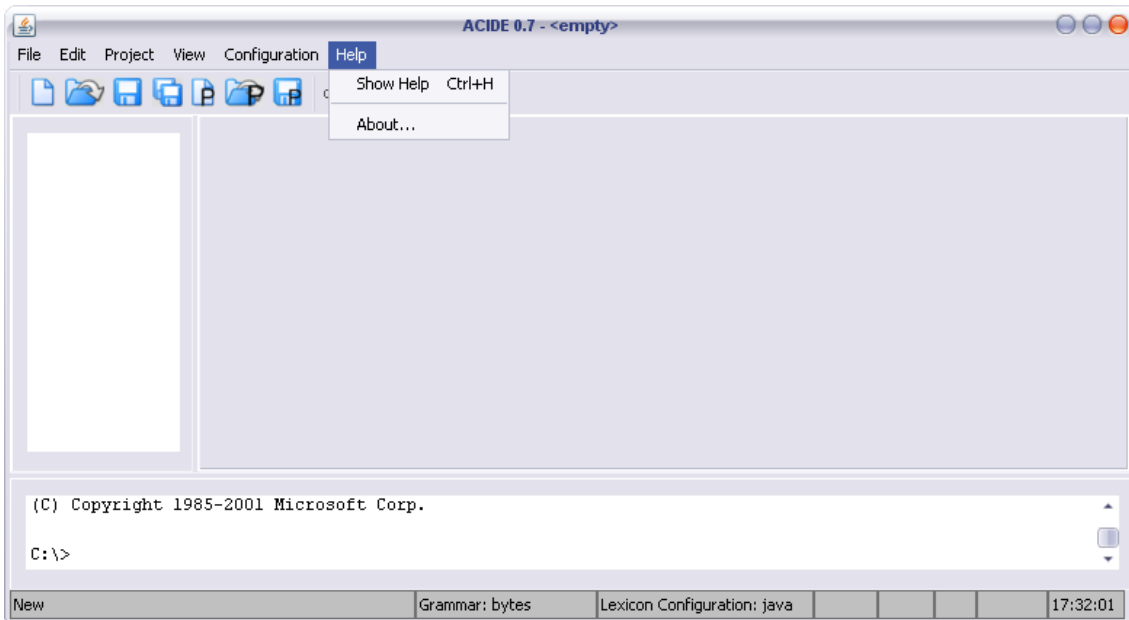 ACIDE 0.7 - <empty>
File Edit Project View Configuration Help
Show Help Ctrl+H
About...
P P P
(C) Copyright 1985-2001 Microsoft Corp.
C:\>
New Grammar: bytes Lexicon Configuration: java 17:32:01